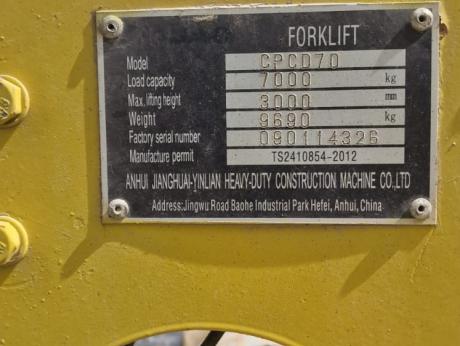 FORKLIFT
Model CPCD70
Load capacity 7000 kg
Max. lifting height 3000 mm
Weight 9690 kg
Factory serial number 090114326
Manufacture permit TS2410854-2012
ANHUI JIANGHUAI-YINLIAN HEAVY-DUTY CONSTRUCTION MACHINE CO.,LTD
Address:Jingwu Road Baohe Industrial Park Hefei, Anhui, China